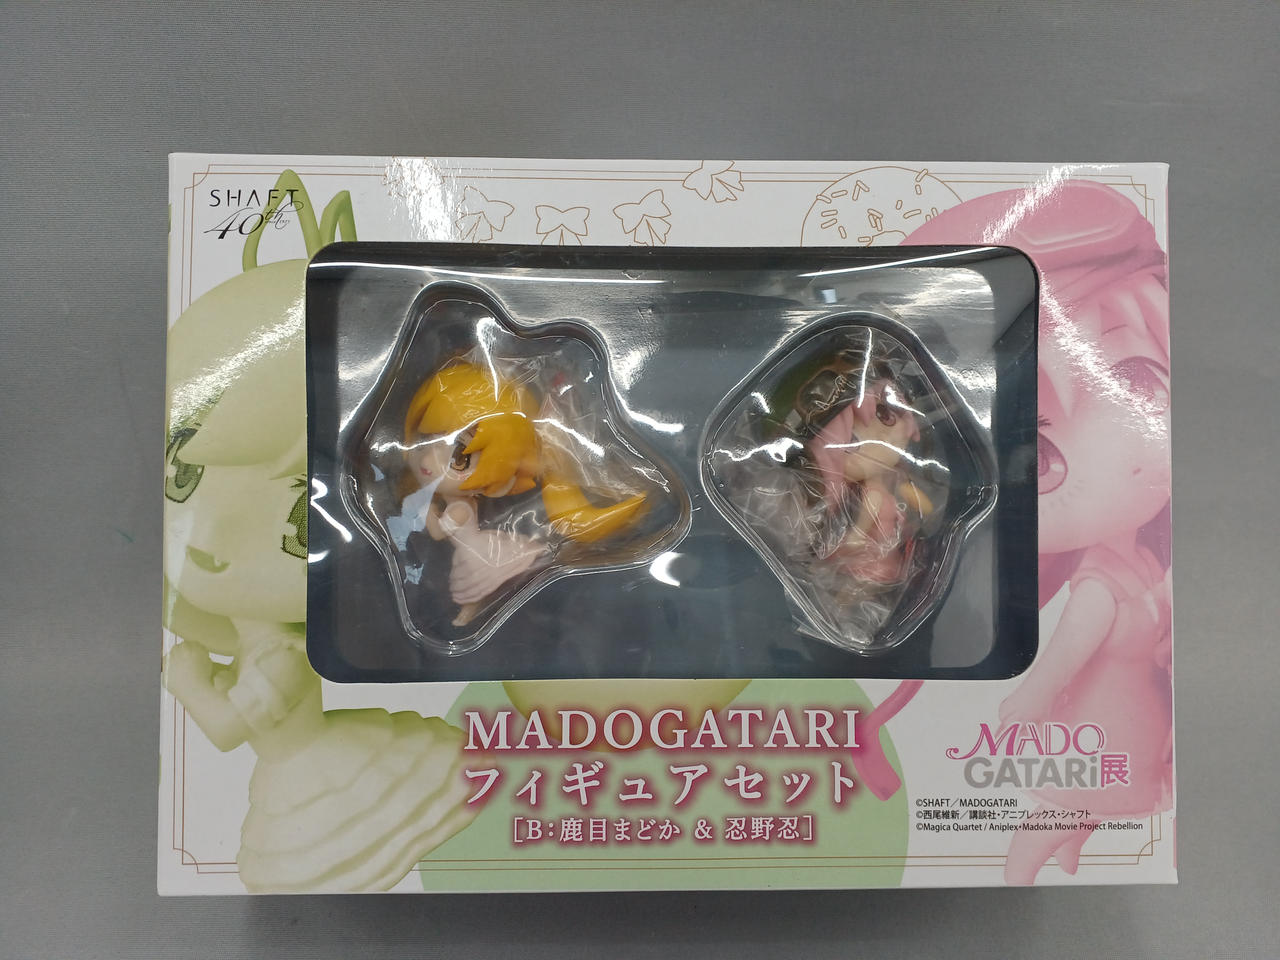 SHAFT
40th
MADOGATARI
フィギュアセット
[B:鹿目まどか & 忍野忍]
MADO
GATARi展
©SHAFT／MADOGATARI
©西尾維新／講談社・アニプレックス・シャフト
©Magica Quartet / Aniplex・Madoka Movie Project Rebellion